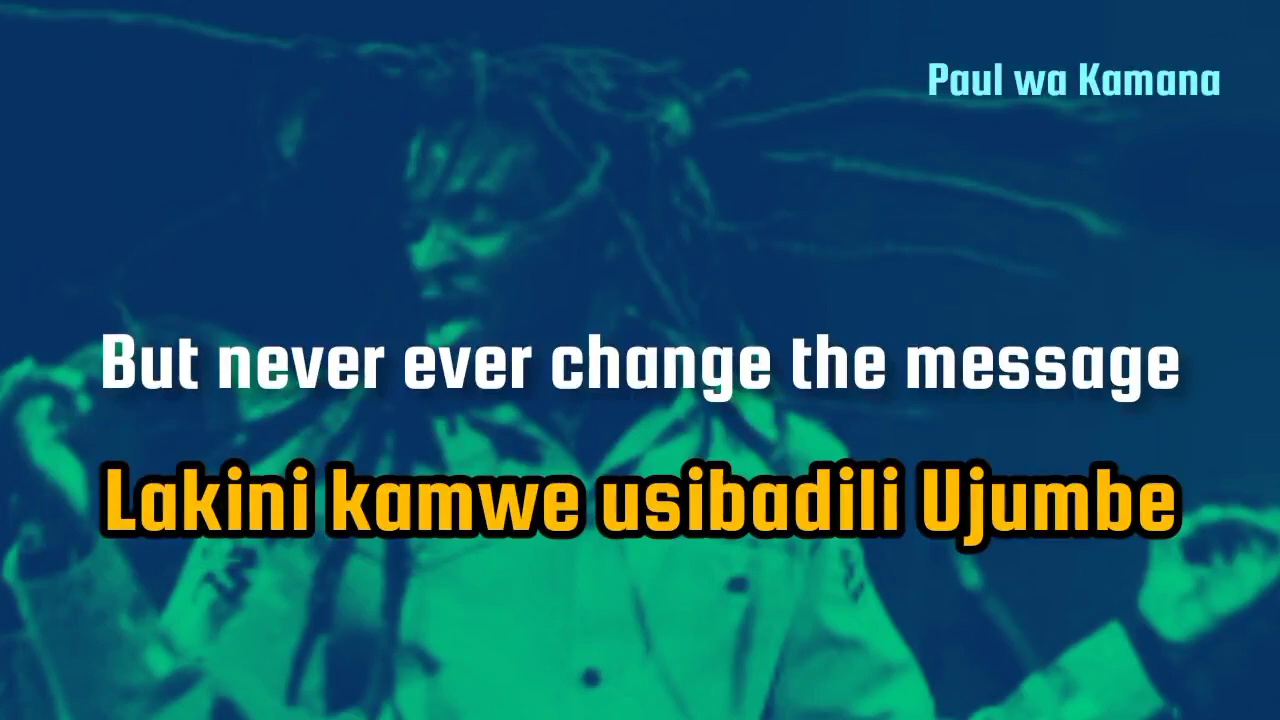 Paul wa Kamana
But never ever change the message
Lakini kamwe usibadili Ujumbe